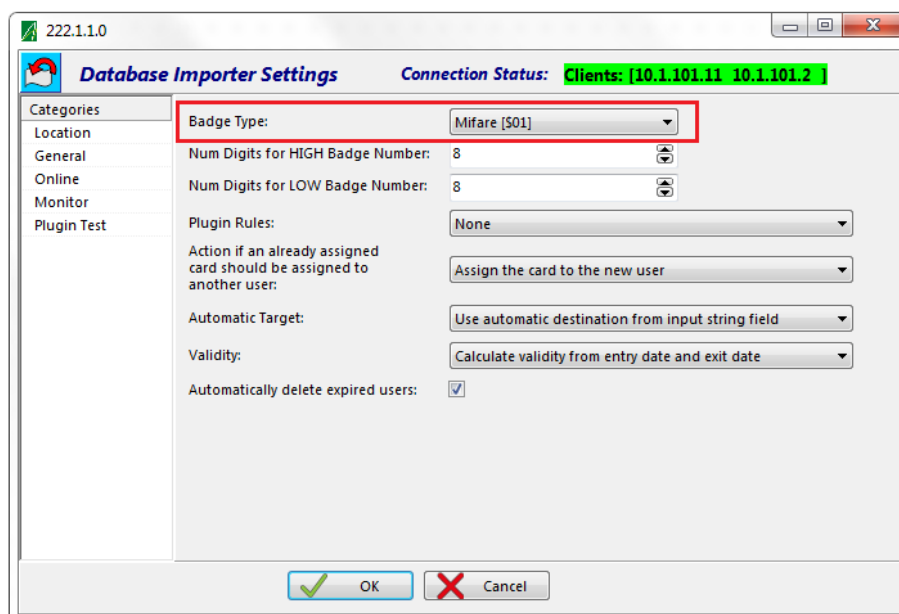 222.1.1.0
Database Importer Settings Connection Status: Clients: [10.1.101.11 10.1.101.2 ]
Categories
Location
General
Online
Monitor
Plugin Test
Badge Type: Mifare [$01]
Num Digits for HIGH Badge Number: 8
Num Digits for LOW Badge Number: 8
Plugin Rules: None
Action if an already assigned
card should be assigned to
another user:
Assign the card to the new user
Automatic Target: Use automatic destination from input string field
Validity: Calculate validity from entry date and exit date
Automatically delete expired users:
OK Cancel